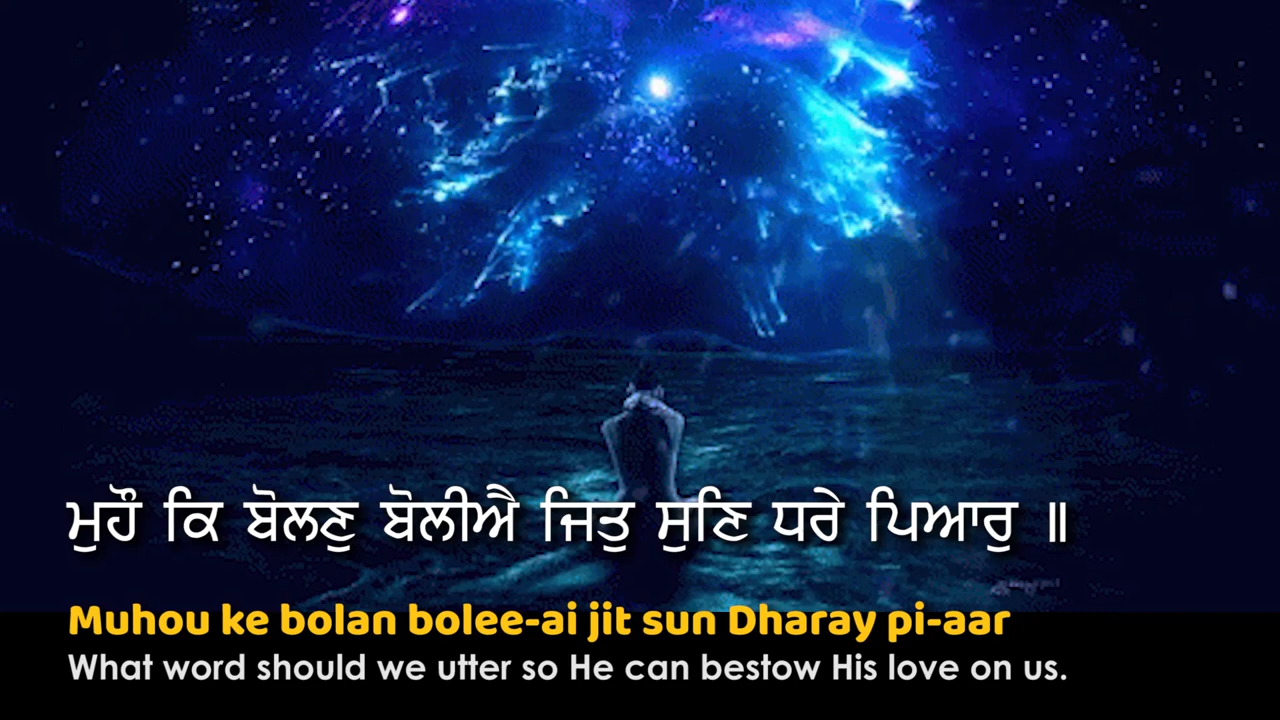 ਮੁਹੌ ਕਿ ਬੋਲਣੁ ਬੋਲੀਐ ਜਿਤੁ ਸੁਣਿ ਧਰੇ ਪਿਆਰੁ ॥
Muhou ke bolan bolee-ai jit sun Dharay pi-aar
What word should we utter so He can bestow His love on us.